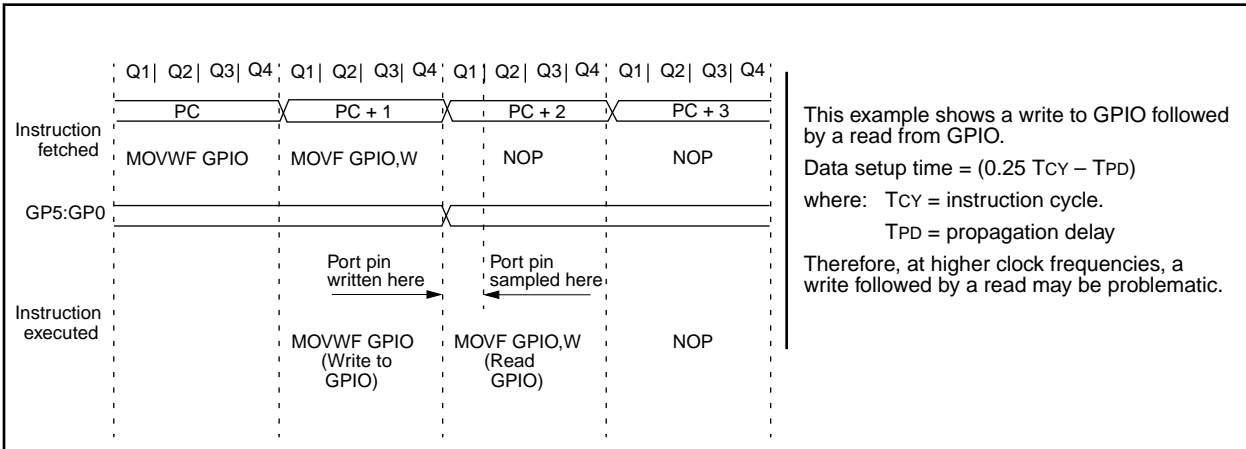 Q1| Q2| Q3| Q4 Q1| Q2| Q3| Q4 Q1| Q2| Q3| Q4 Q1| Q2| Q3| Q4
PC PC + 1 PC + 2 PC + 3
Instruction
fetched
MOVWF GPIO MOVF GPIO,W NOP NOP
GP5:GP0
Port pin
written here
Port pin
sampled here
Instruction
executed
MOVWF GPIO
(Write to
GPIO)
MOVF GPIO,W
(Read
GPIO)
NOP
This example shows a write to GPIO followed
by a read from GPIO.
Data setup time = (0.25 TCY – TPD)
where: TCY = instruction cycle.
TPD = propagation delay
Therefore, at higher clock frequencies, a
write followed by a read may be problematic.